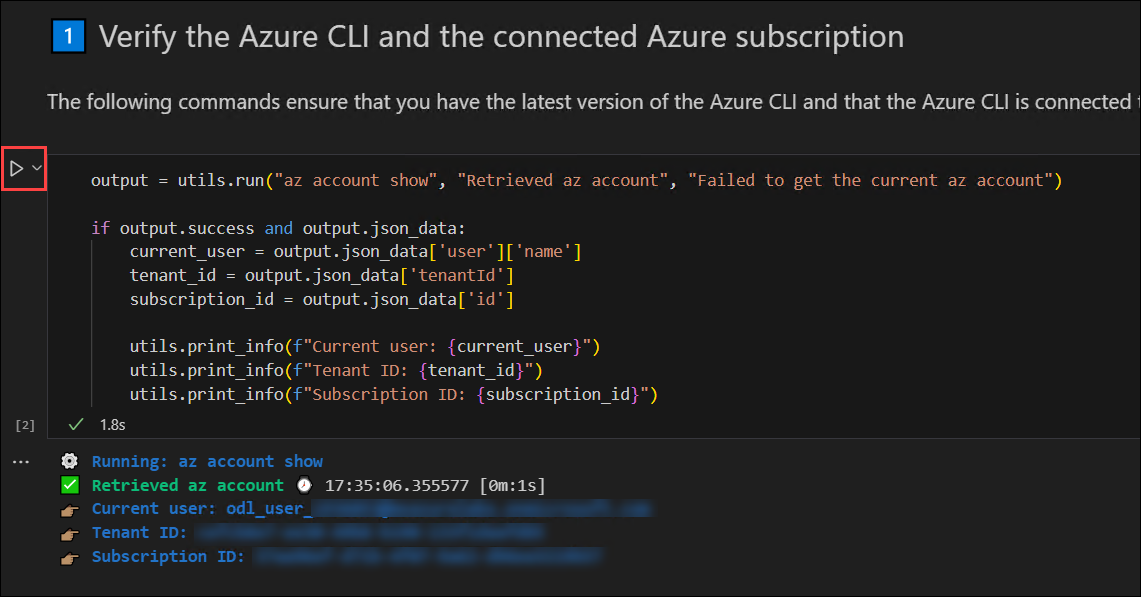 1 Verify the Azure CLI and the connected Azure subscription
The following commands ensure that you have the latest version of the Azure CLI and that the Azure CLI is connected
output = utils.run("az account show", "Retrieved az account", "Failed to get the current az account")
if output.success and output.json_data:
current_user = output.json_data['user']['name']
tenant_id = output.json_data['tenantId']
subscription_id = output.json_data['id']
utils.print_info(f"Current user: {current_user}")
utils.print_info(f"Tenant ID: {tenant_id}")
utils.print_info(f"Subscription ID: {subscription_id}")
[2] ✓ 1.8s
... ⚙ Running: az account show
✅ Retrieved az account 🕗 17:35:06.355577 [0m:1s]
👉🏽 Current user: odl_user_
👉🏽 Tenant ID:
👉🏽 Subscription ID: